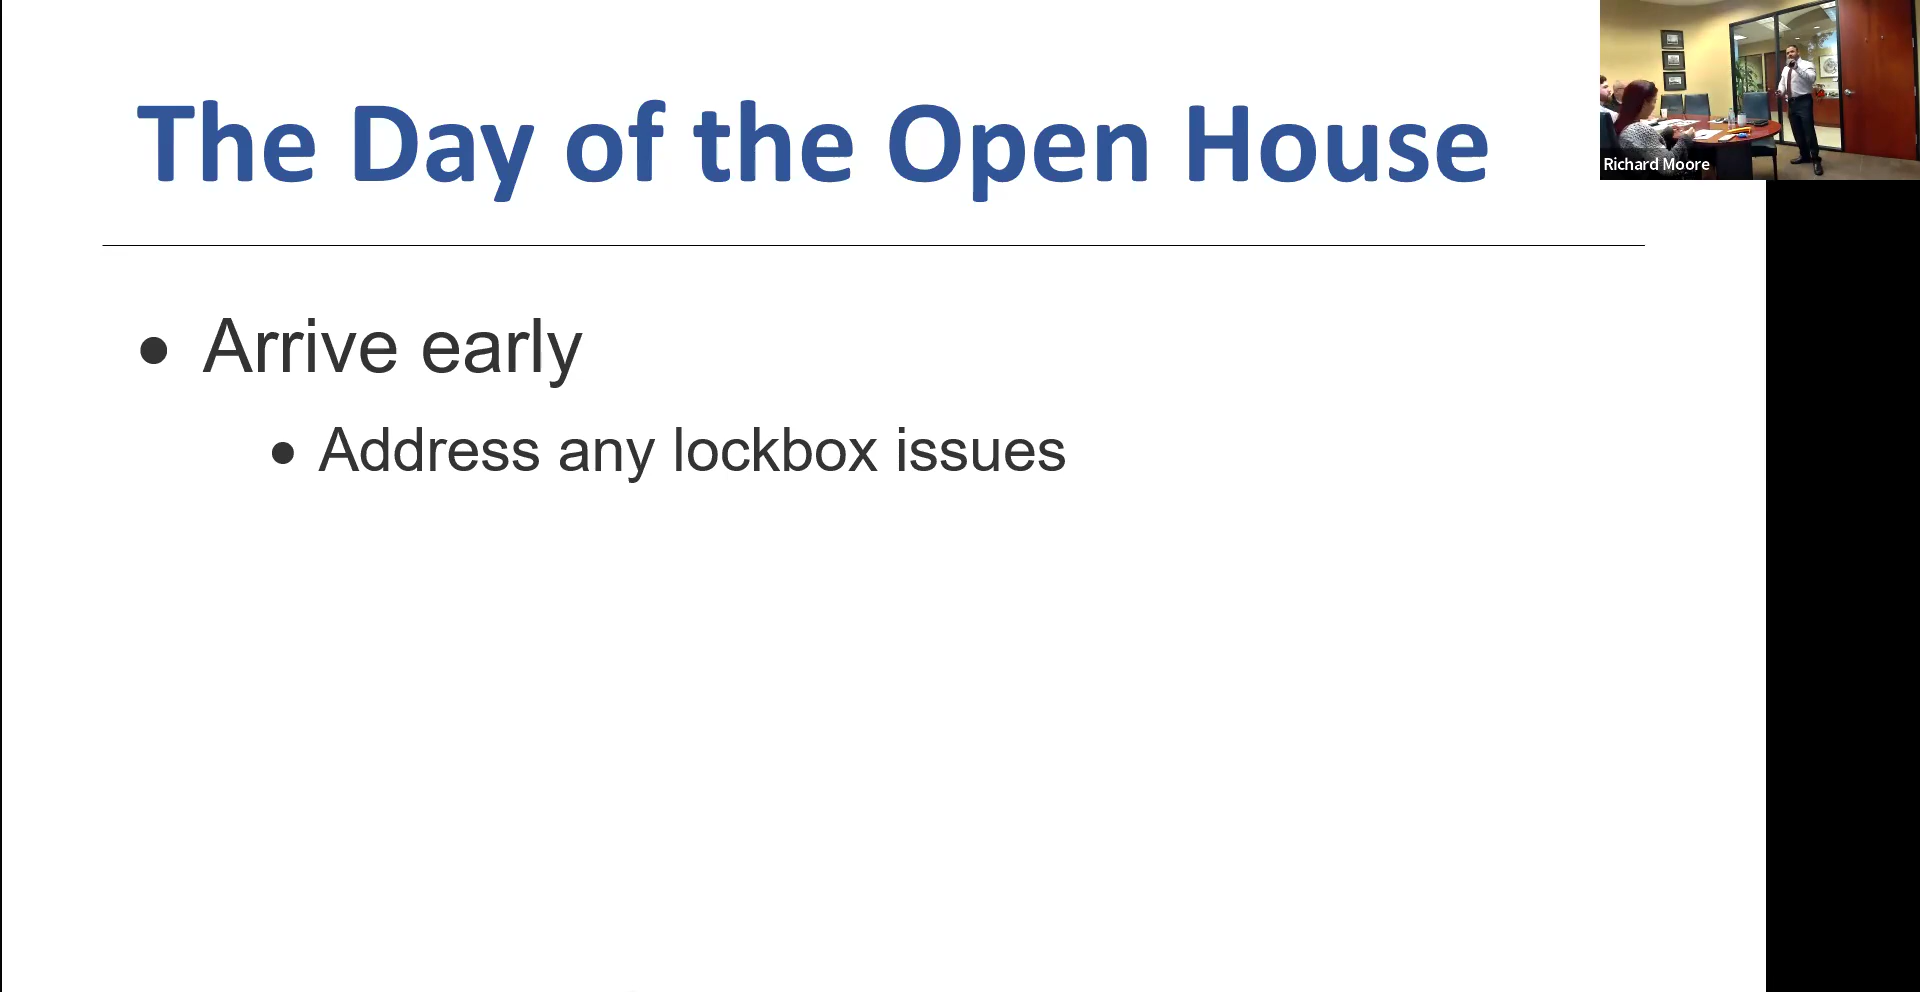 The Day of the Open House
Arrive early
Address any lockbox issues
Richard Moore